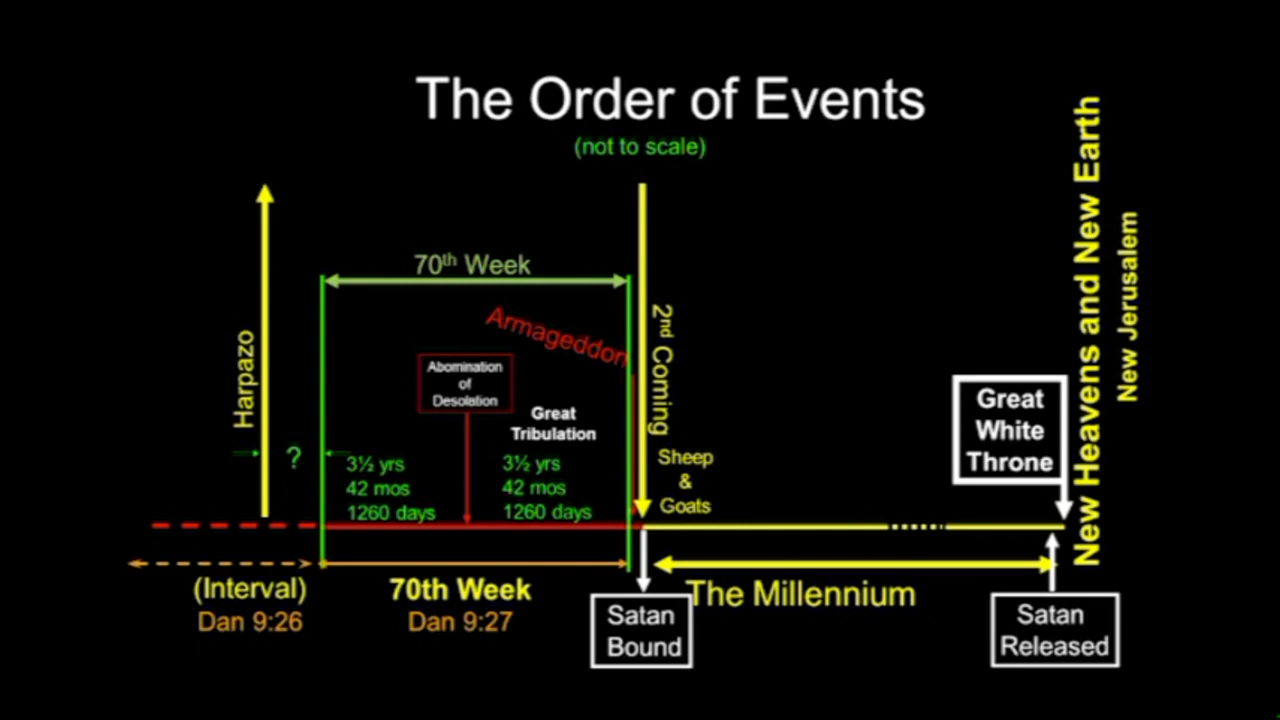 The Order of Events
(not to scale)
70th Week
Armageddon
2nd Coming
Harpazo
?
Abomination
of
Desolation
Great
Tribulation
3½ yrs
42 mos
1260 days
3½ yrs
42 mos
1260 days
Sheep
&
Goats
Great
White
Throne
New Heavens and New Earth
New Jerusalem
(Interval)
Dan 9:26
70th Week
Dan 9:27
Satan
Bound
The Millennium
Satan
Released